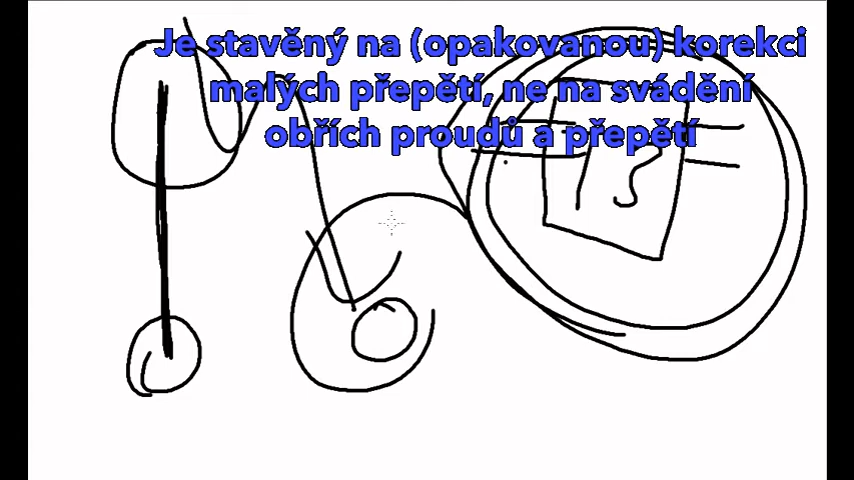 Je stavěný na (opakovanou) korekci
malých přepětí, ne na svádění
obřích proudů a přepětí